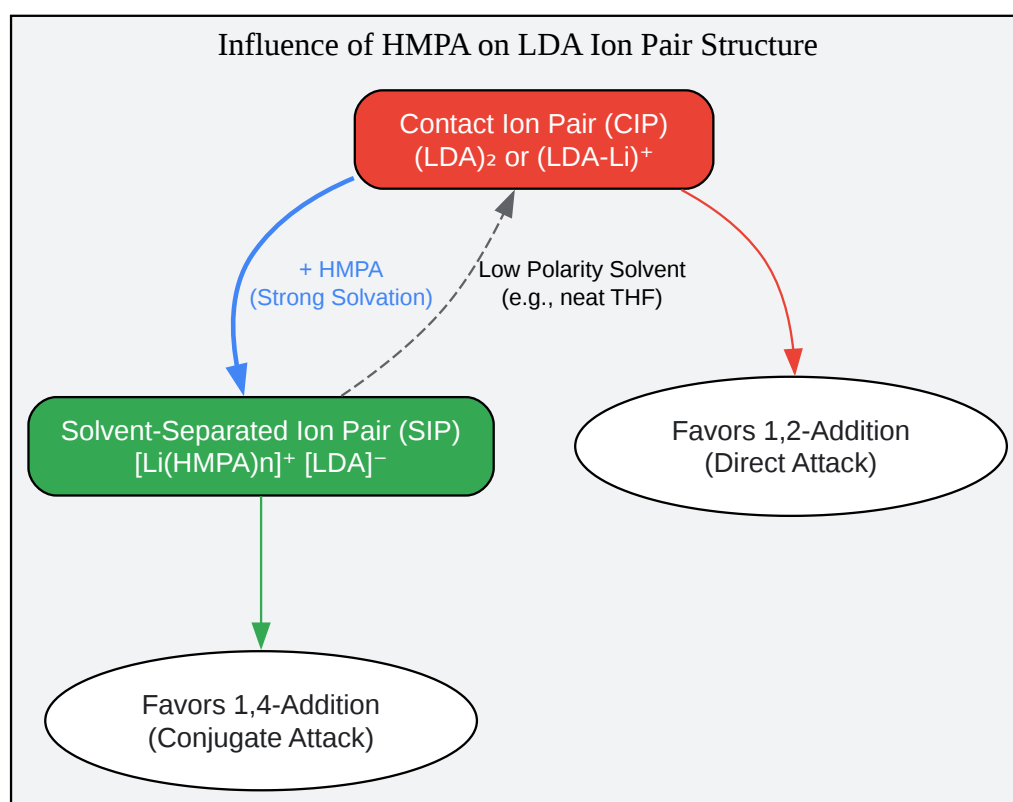 Influence of HMPA on LDA Ion Pair Structure
Contact Ion Pair (CIP)
(LDA)₂ or (LDA-Li)⁺
+ HMPA
(Strong Solvation)
Low Polarity Solvent
(e.g., neat THF)
Solvent-Separated Ion Pair (SIP)
[Li(HMPA)n]⁺ [LDA]⁻
Favors 1,2-Addition
(Direct Attack)
Favors 1,4-Addition
(Conjugate Attack)